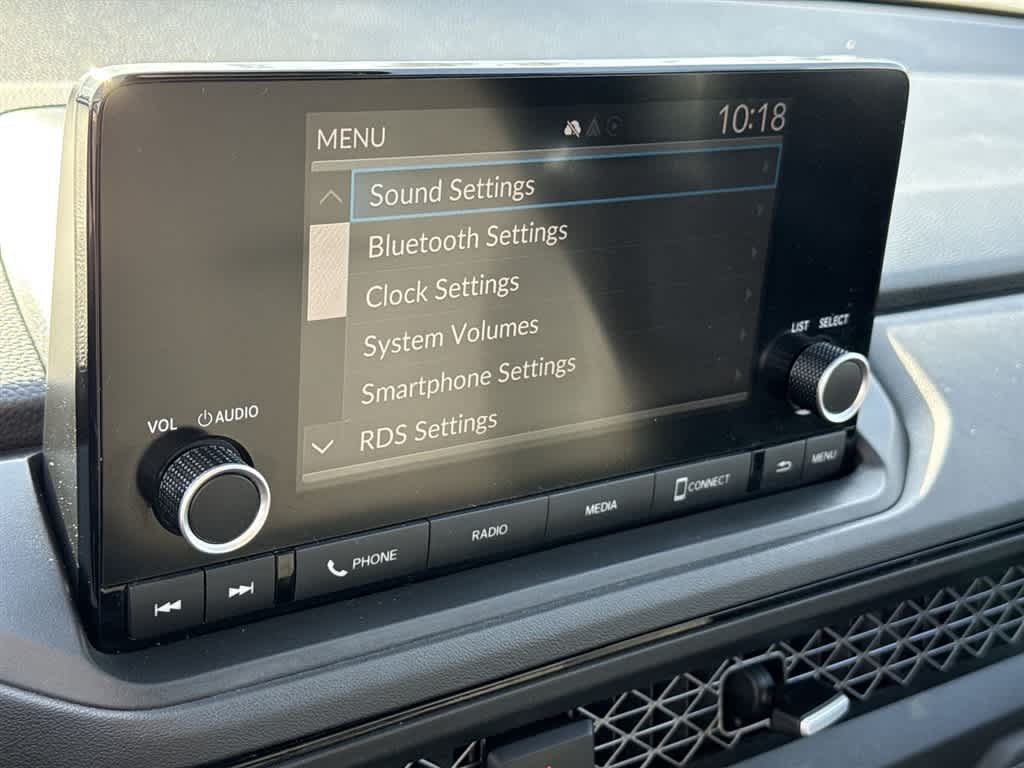 MENU 10:18
Sound Settings
Bluetooth Settings
Clock Settings
System Volumes
Smartphone Settings
RDS Settings
LIST SELECT
VOL AUDIO
PHONE RADIO MEDIA CONNECT MENU